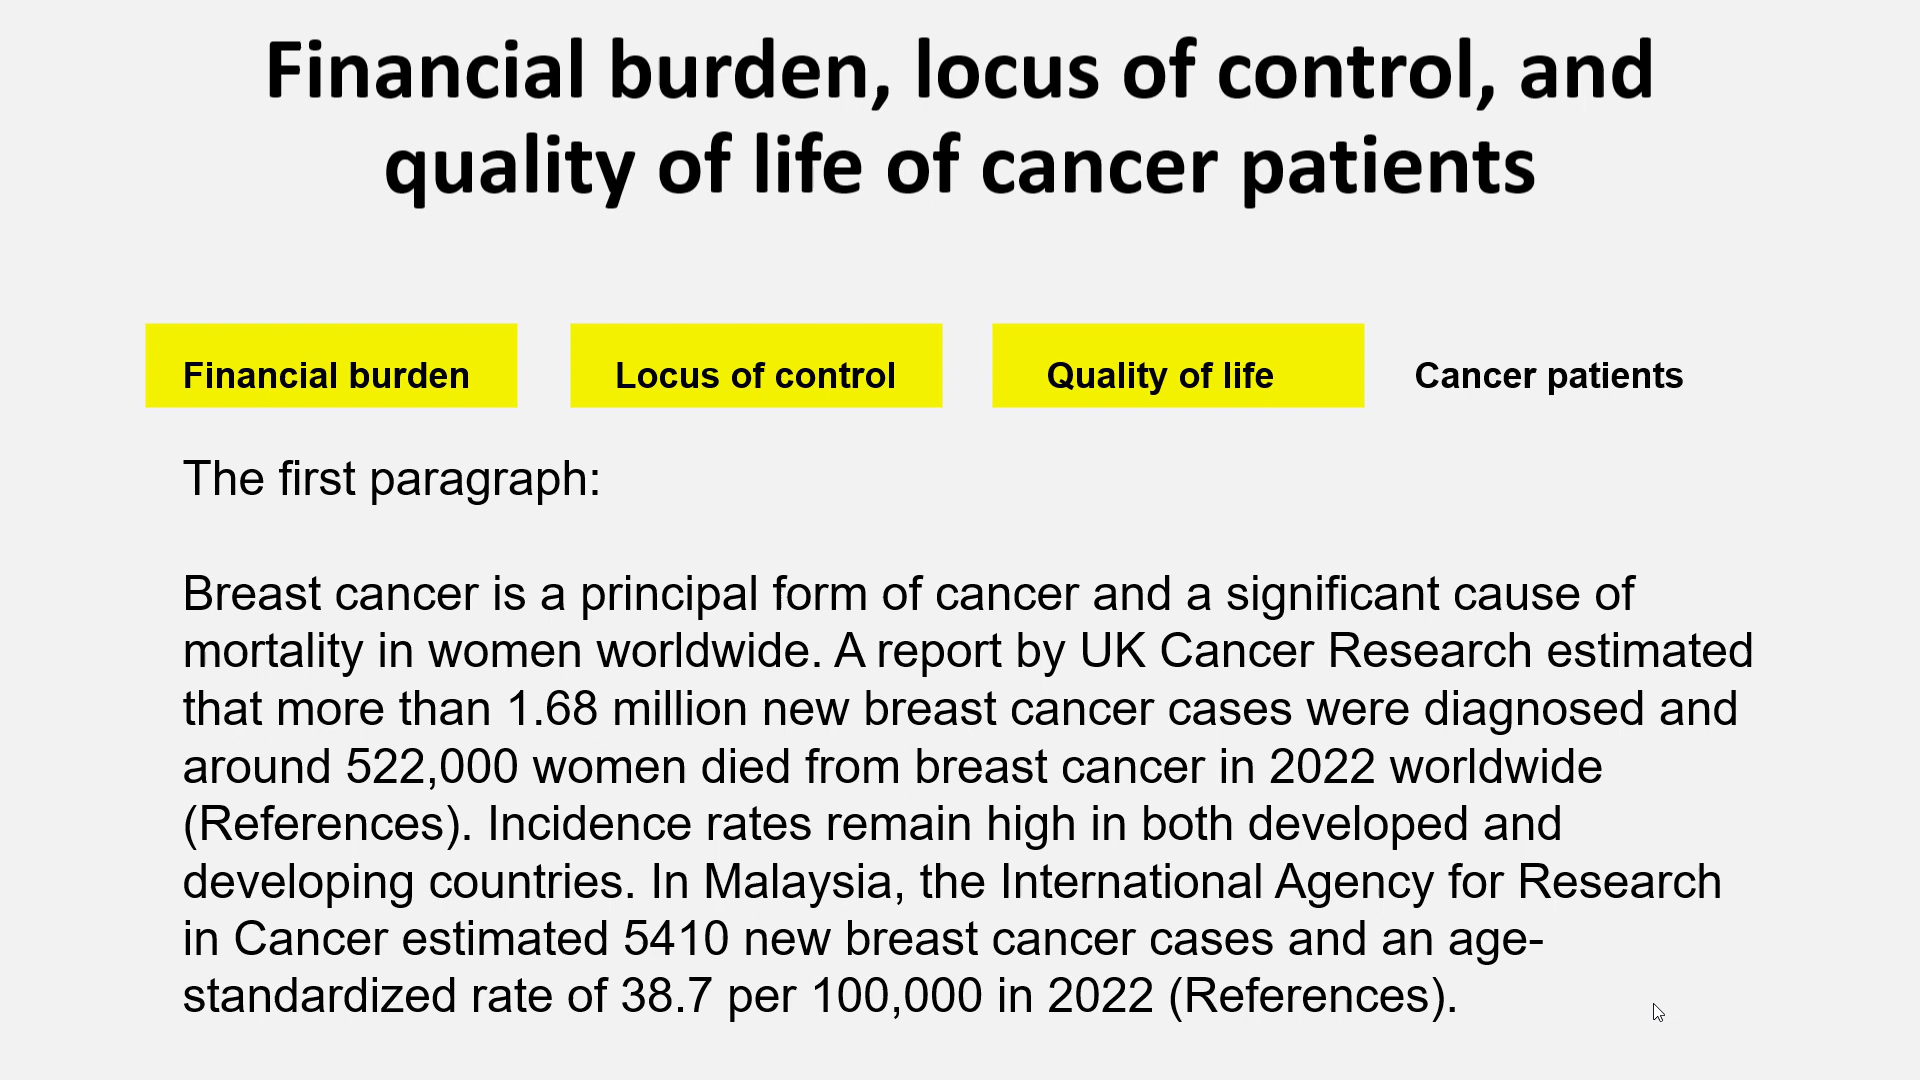 Financial burden, locus of control, and
quality of life of cancer patients
Financial burden
Locus of control
Quality of life
Cancer patients
The first paragraph:
Breast cancer is a principal form of cancer and a significant cause of
mortality in women worldwide. A report by UK Cancer Research estimated
that more than 1.68 million new breast cancer cases were diagnosed and
around 522,000 women died from breast cancer in 2022 worldwide
(References). Incidence rates remain high in both developed and
developing countries. In Malaysia, the International Agency for Research
in Cancer estimated 5410 new breast cancer cases and an age-
standardized rate of 38.7 per 100,000 in 2022 (References).